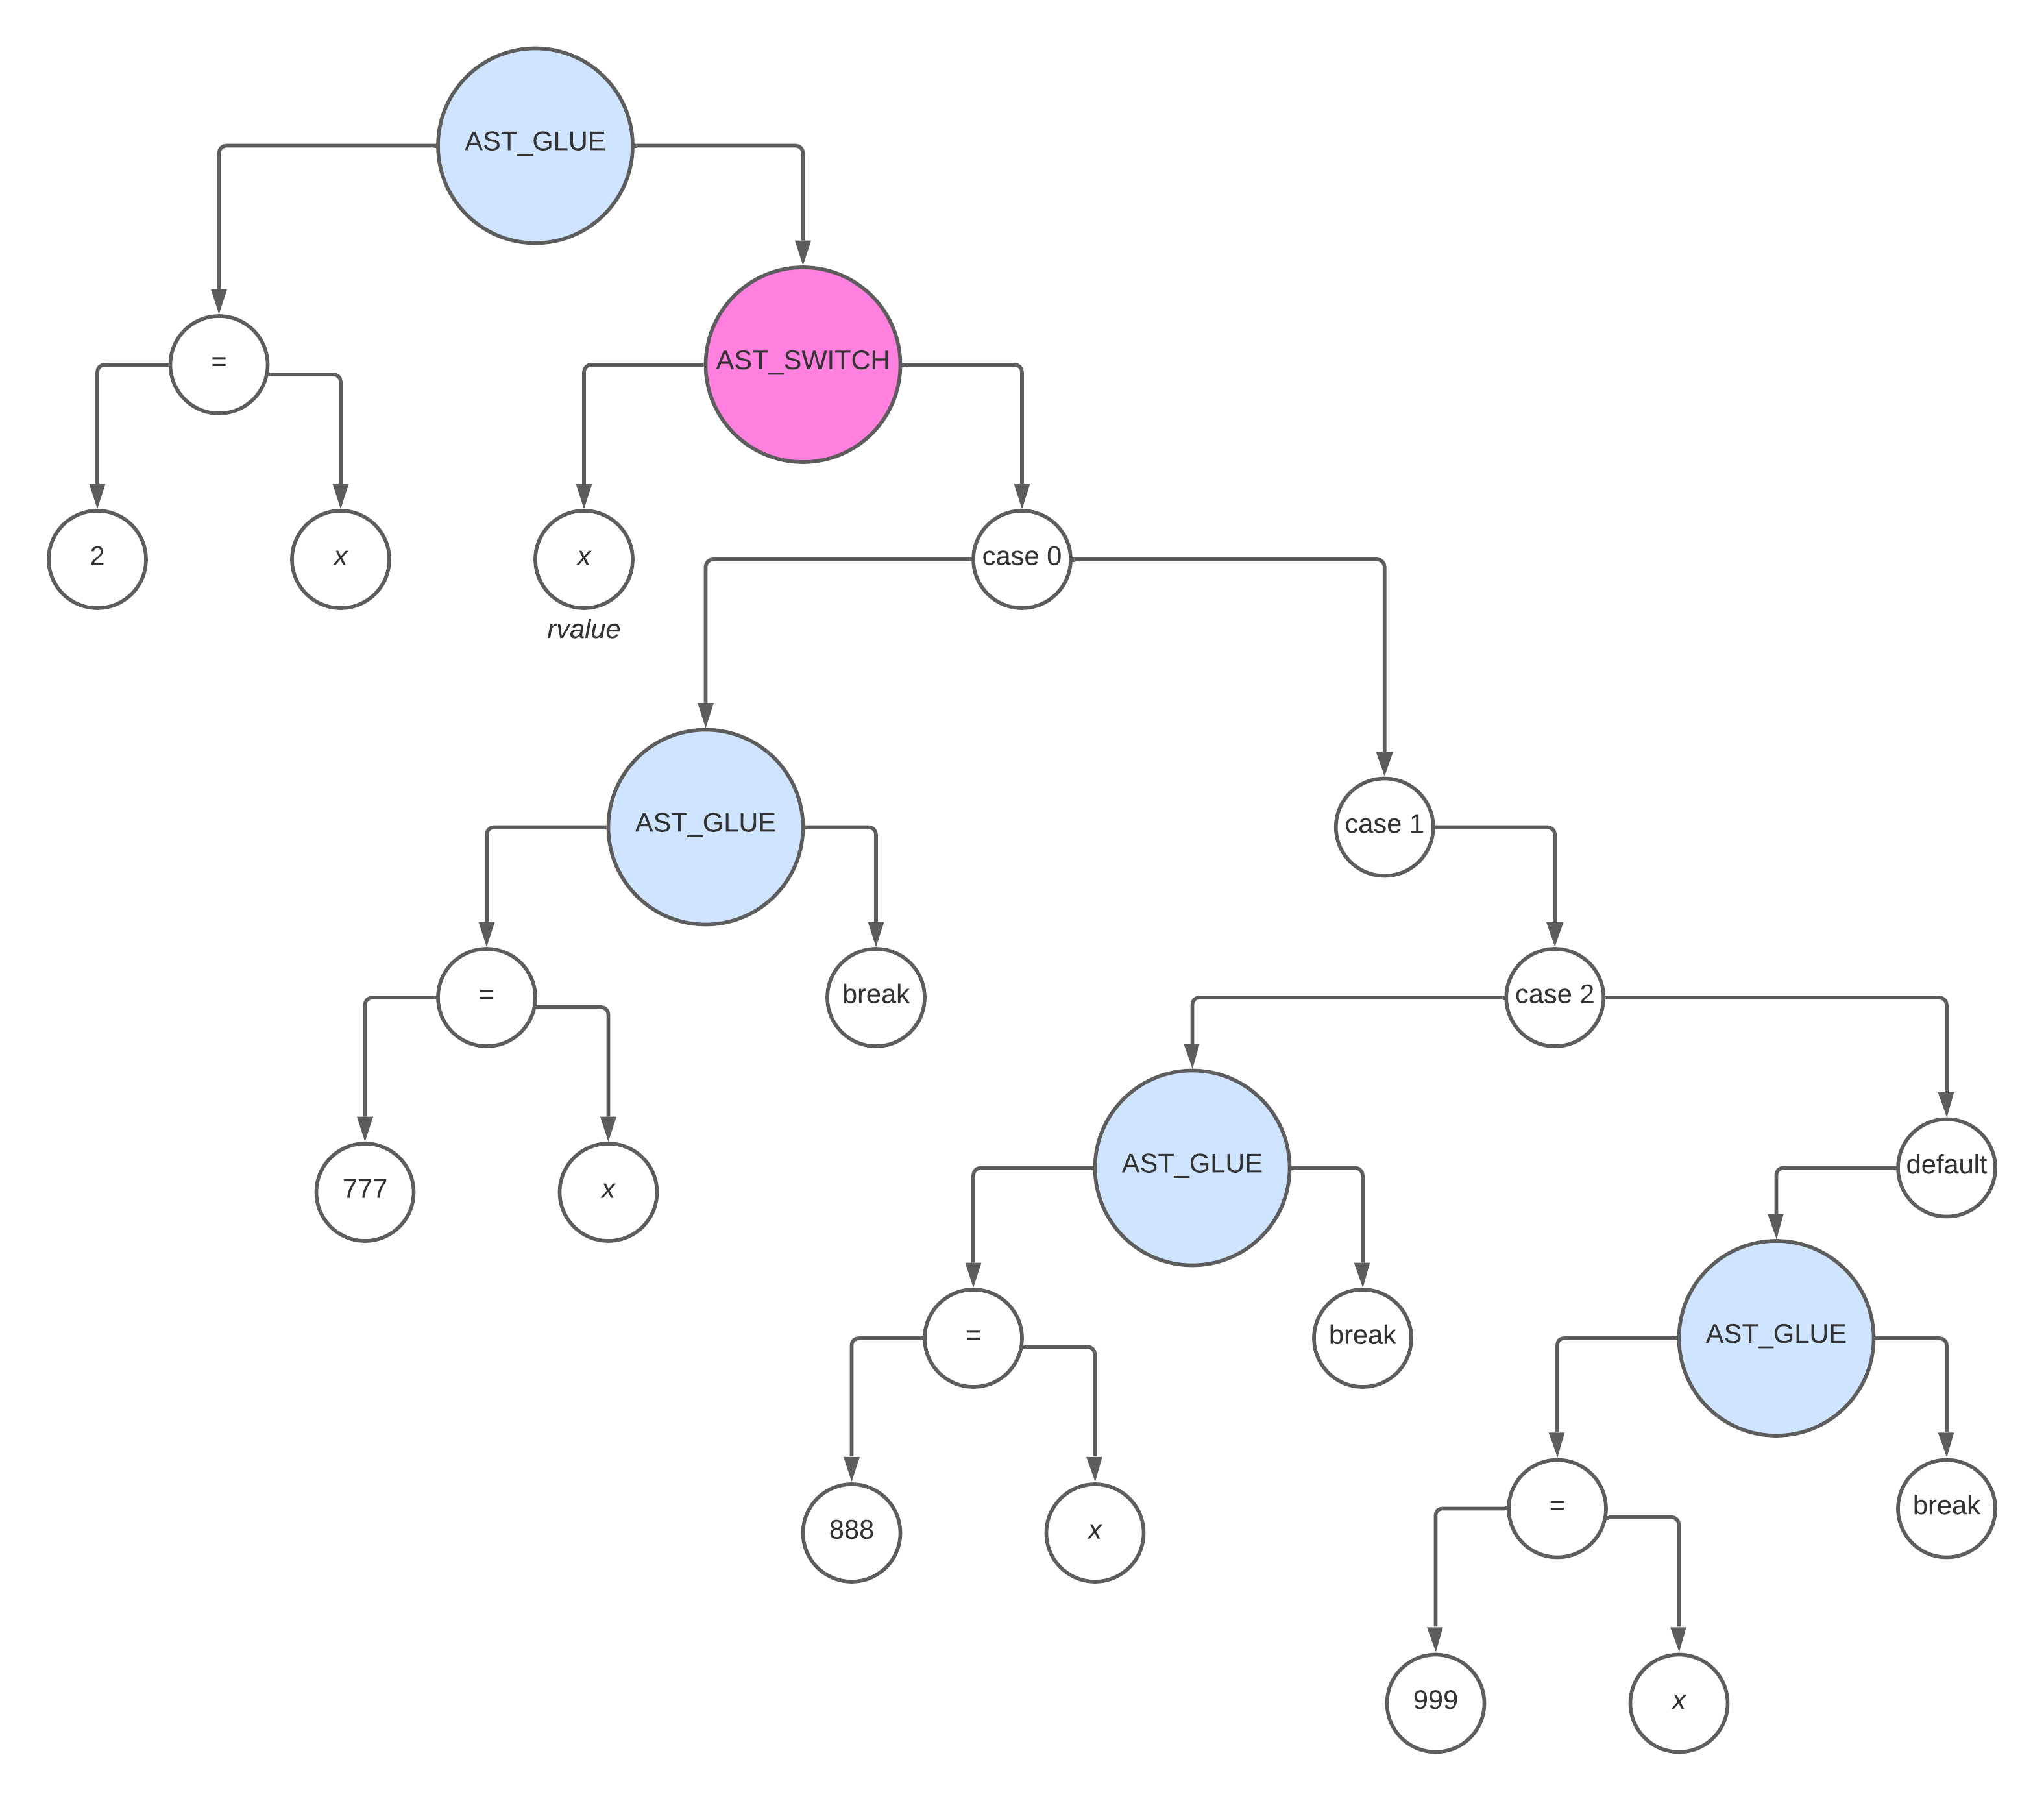 AST_GLUE
=
AST_SWITCH
2
x
x
rvalue
case 0
AST_GLUE
case 1
=
break
case 2
777
x
AST_GLUE
default
=
break
AST_GLUE
888
x
=
break
999
x